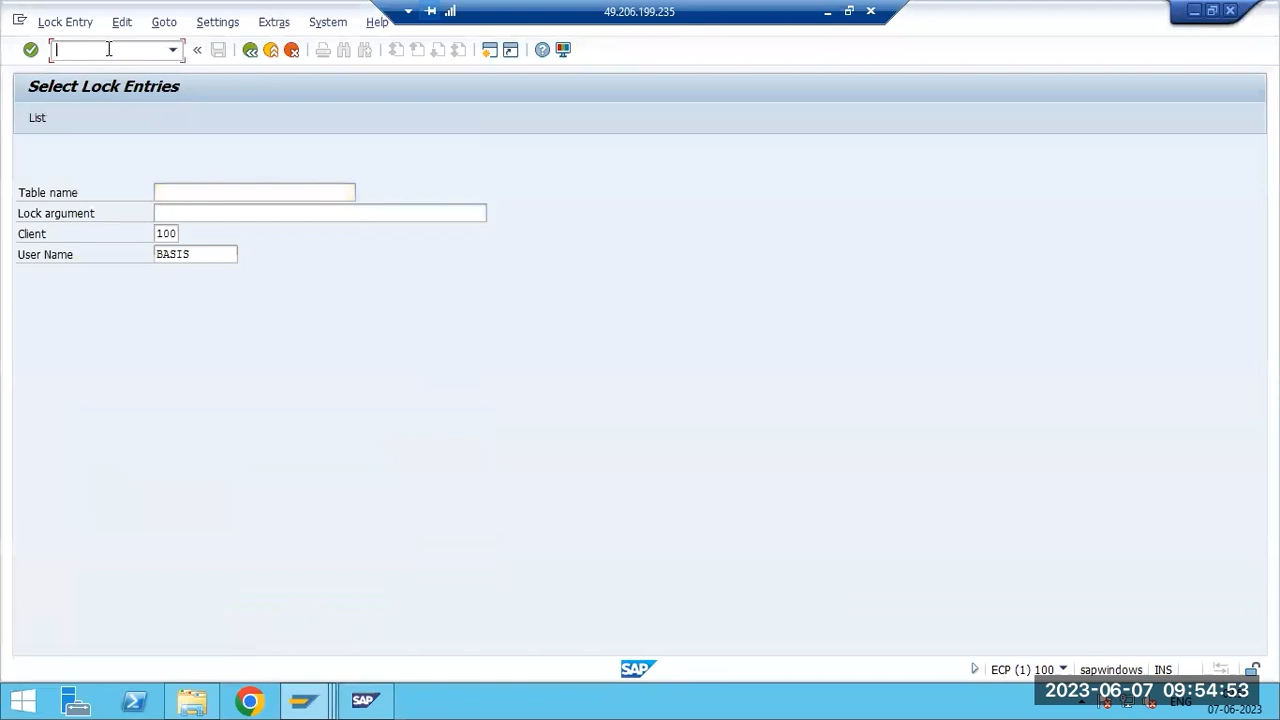 49.206.199.235
Lock Entry Edit Goto Settings Extras System Help
«
Select Lock Entries
List
Table name
Lock argument
Client 100
User Name BASIS
SAP
ECP (1) 100 sapwindows INS
SAP
2023-06-07 09:54:53
ENG
07-06-2023